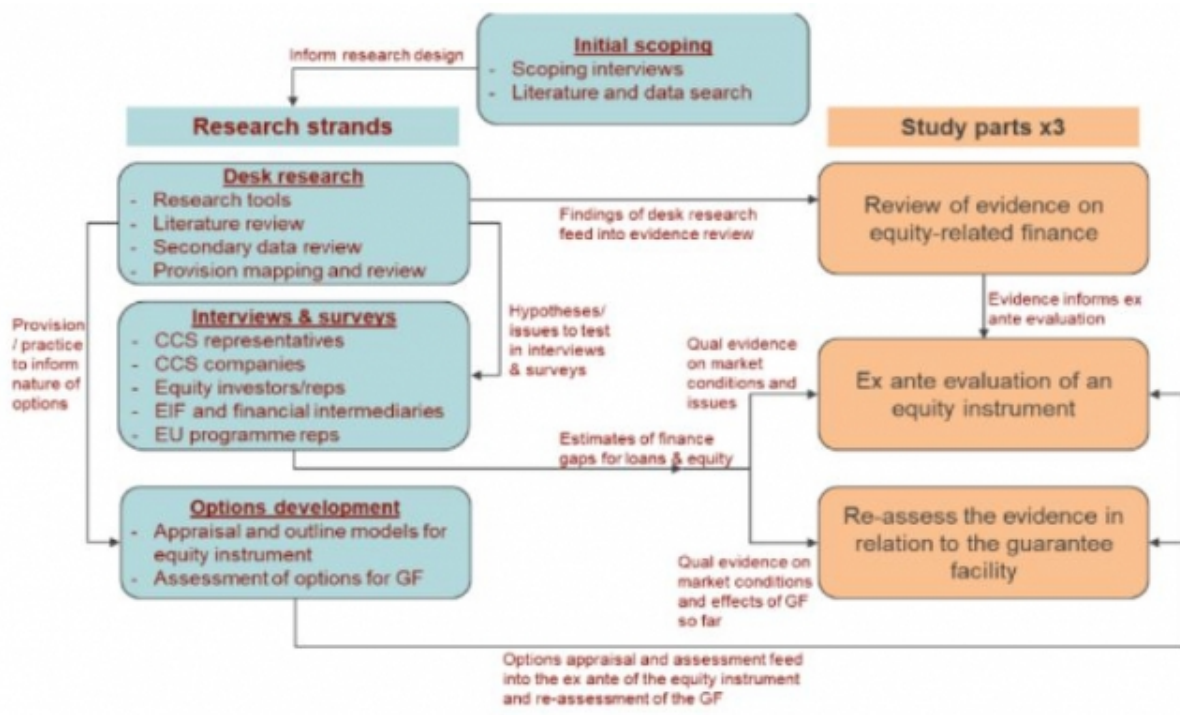 Initial scoping
- Scoping interviews
- Literature and data search
Inform research design
Research strands
Study parts x3
Desk research
- Research tools
- Literature review
- Secondary data review
- Provision mapping and review
Findings of desk research
feed into evidence review
Review of evidence on
equity-related finance
Evidence informs ex
ante evaluation
Provision
/ practice
to inform
nature of
options
Hypotheses/
issues to test
in interviews
& surveys
Interviews & surveys
- CCS representatives
- CCS companies
- Equity investors/reps
- EIF and financial intermediaries
- EU programme reps
Qual evidence
on market
conditions and
issues
Ex ante evaluation of an
equity instrument
Estimates of finance
gaps for loans & equity
Options development
- Appraisal and outline models for
equity instrument
- Assessment of options for GF
Re-assess the evidence in
relation to the guarantee
facility
Qual evidence on
market conditions
and effects of GF
so far
Options appraisal and assessment feed
into the ex ante of the equity instrument
and re-assessment of the GF